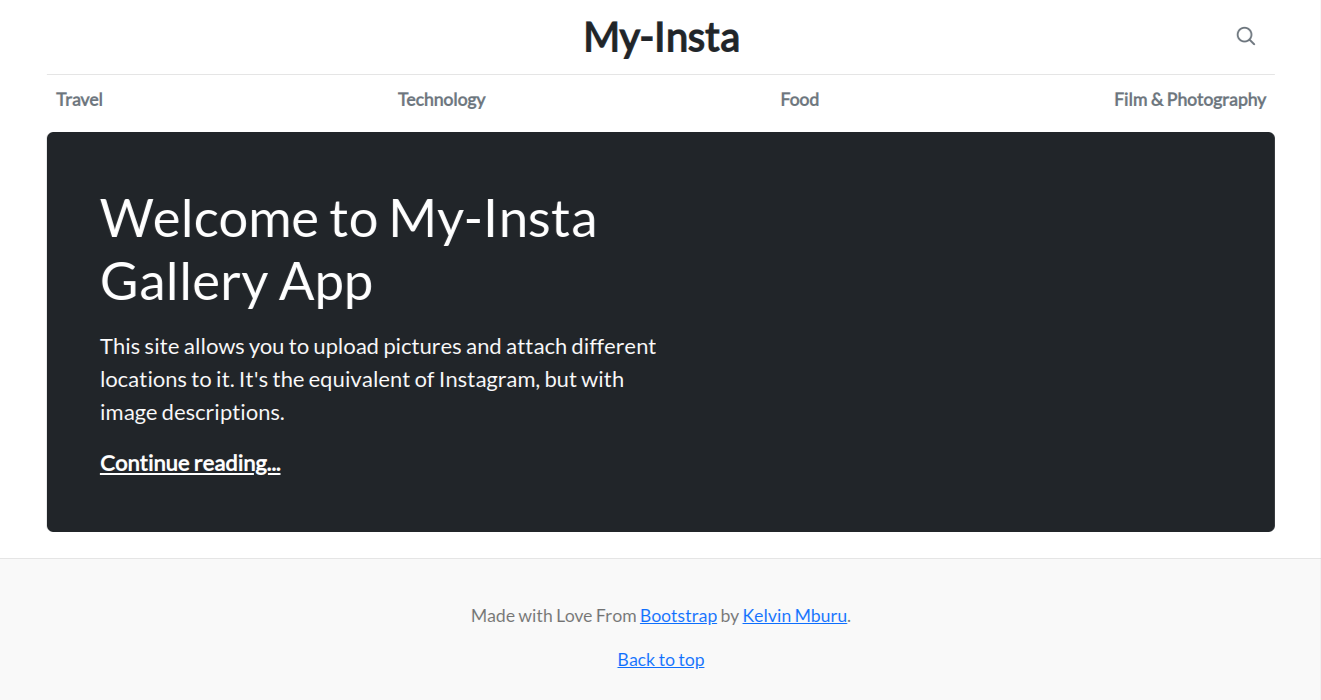 My-Insta
Travel Technology Food Film & Photography
Welcome to My-Insta
Gallery App
This site allows you to upload pictures and attach different
locations to it. It's the equivalent of Instagram, but with
image descriptions.
Continue reading...
Made with Love From Bootstrap by Kelvin Mburu.
Back to top